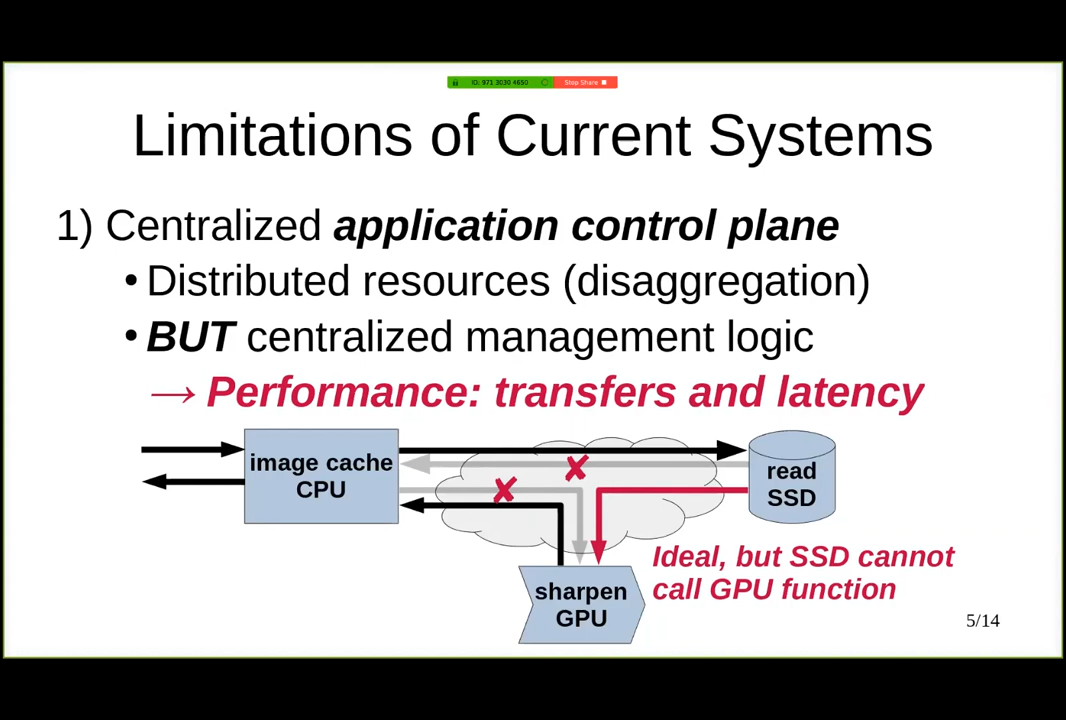 ID: 971 3030 4650 Stop Share
Limitations of Current Systems
1) Centralized application control plane
• Distributed resources (disaggregation)
• BUT centralized management logic
→ Performance: transfers and latency
image cache
CPU
read
SSD
Ideal, but SSD cannot
call GPU function
sharpen
GPU
5/14